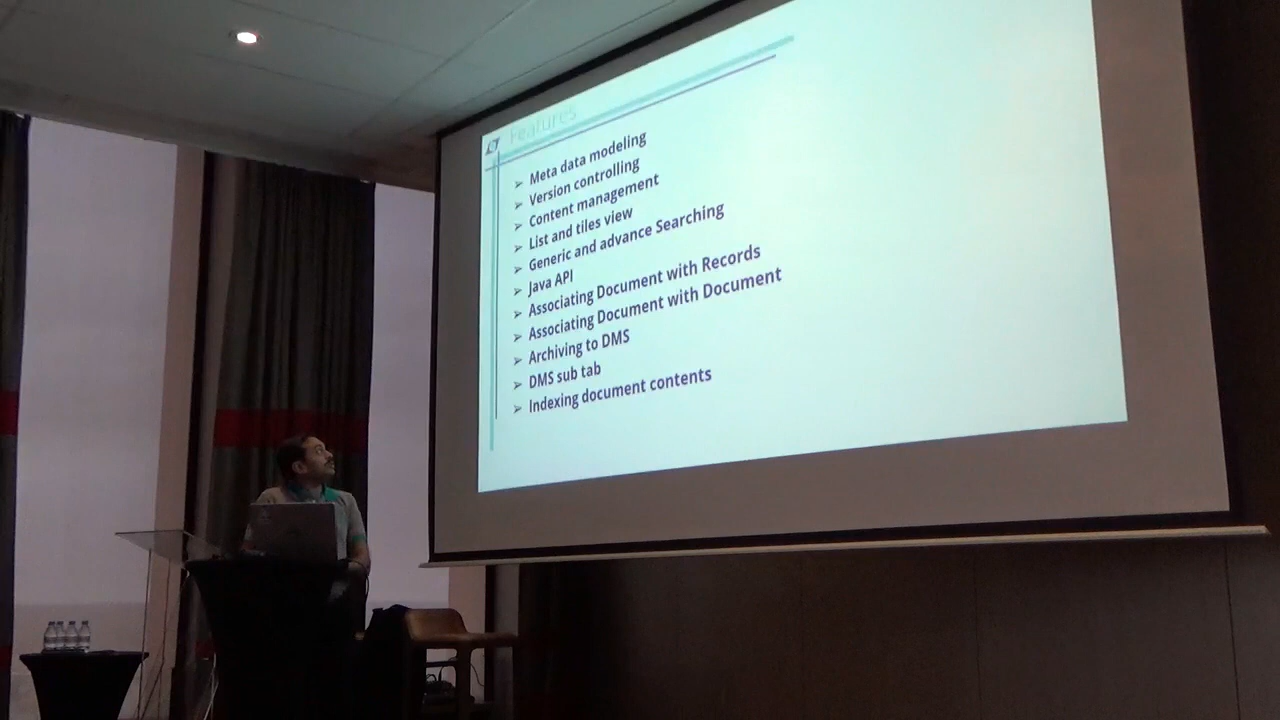 Features
Meta data modeling
Version controlling
Content management
List and tiles view
Generic and advance Searching
Java API
Associating Document with Records
Associating Document with Document
Archiving to DMS
DMS sub tab
Indexing document contents